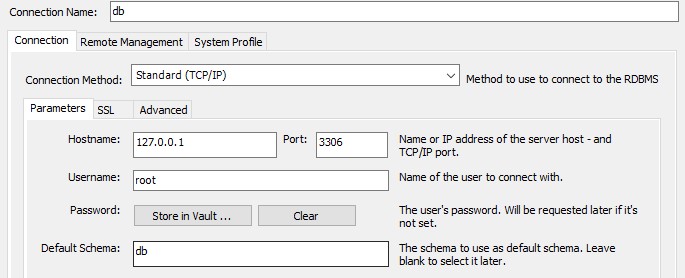 Connection Name: db
Connection Remote Management System Profile
Connection Method: Standard (TCP/IP) Method to use to connect to the RDBMS
Parameters SSL Advanced
Hostname: 127.0.0.1 Port: 3306 Name or IP address of the server host - and
TCP/IP port.
Username: root Name of the user to connect with.
Password: Store in Vault ... Clear The user's password. Will be requested later if it's
not set.
Default Schema: db The schema to use as default schema. Leave
blank to select it later.